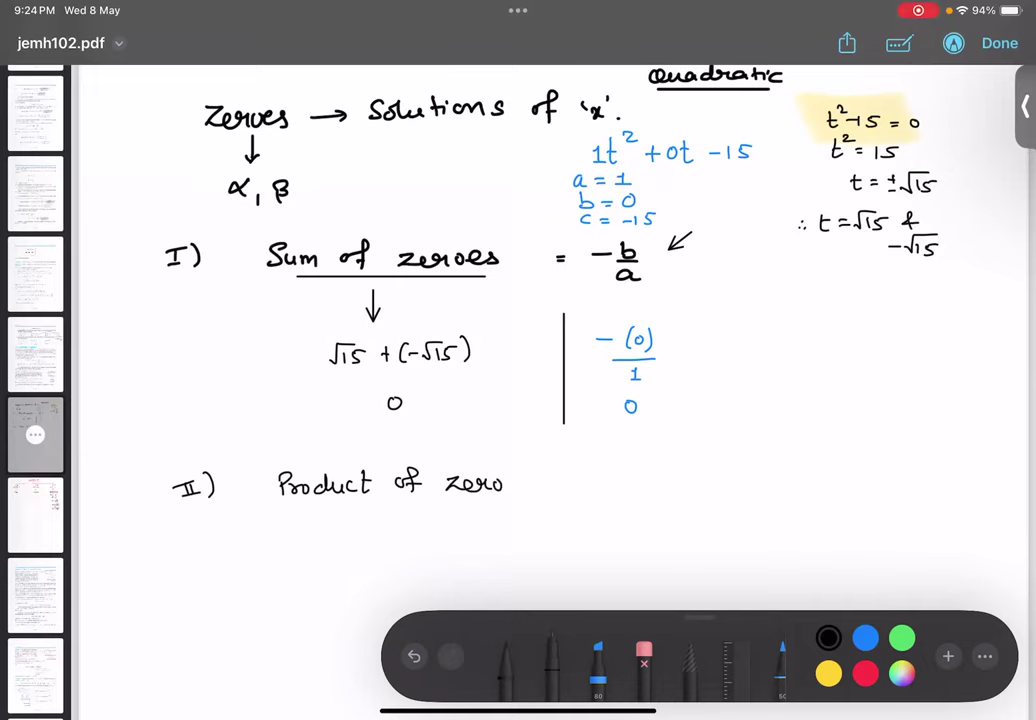 9:24 PM Wed 8 May
94%
jemh102.pdf
Done
Quadratic
Zeroes → Solutions of 'x'.
↓
α, β
1t² + 0t - 15
a = 1
b = 0
c = -15
t² - 15 = 0
t² = 15
t = ±√15
∴ t = √15 &
-√15
I) Sum of zeroes = -b/a
↓
√15 + (-√15)
0
-(0)
1
0
II) Product of zero
80
50